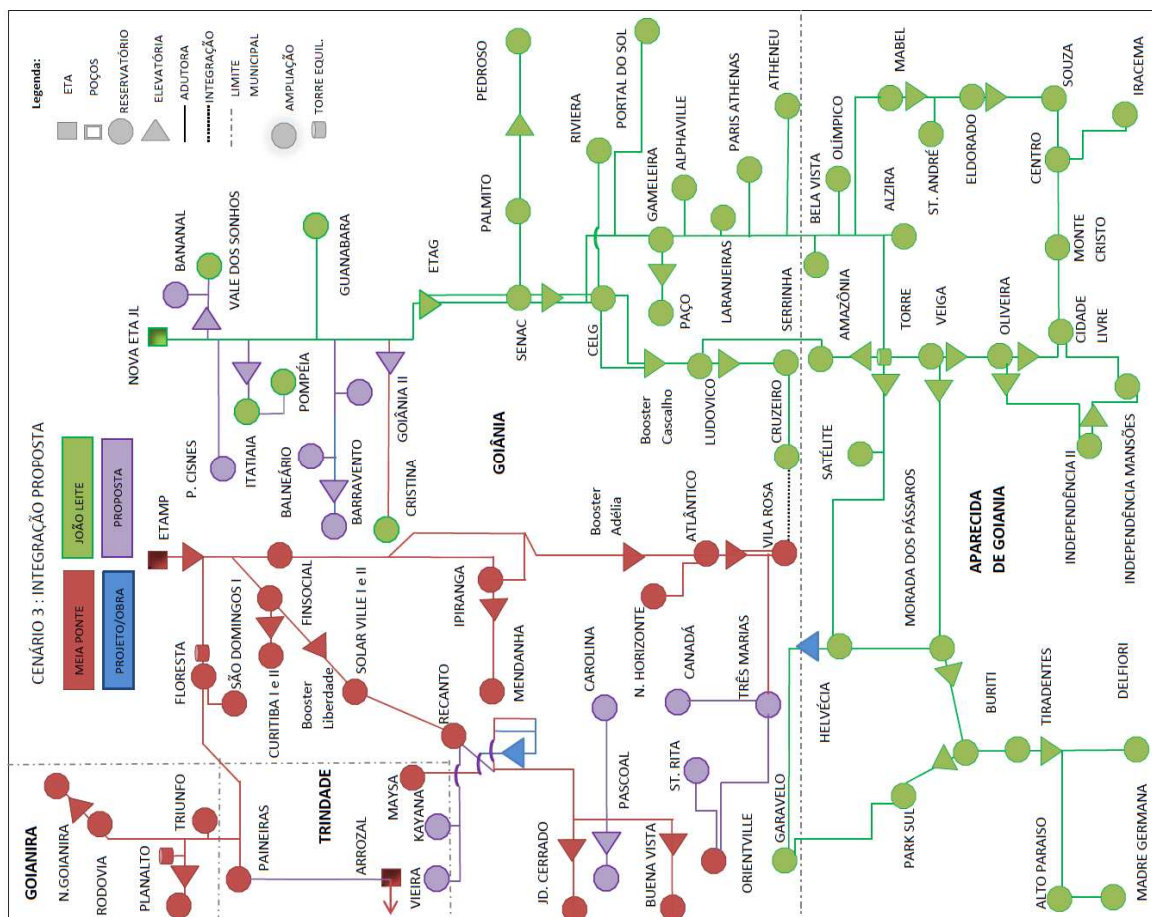 CENÁRIO 3 : INTEGRAÇÃO PROPOSTA
MEIA PONTE
JOÃO LEITE
PROJETO/OBRA
PROPOSTA
Legenda:
ETA
POÇOS
RESERVATÓRIO
ELEVATÓRIA
ADUTORA
INTEGRAÇÃO
LIMITE
MUNICIPAL
AMPLIAÇÃO
TORRE EQUIL.
GOIANIRA
N.GOIANIRA
RODOVIA
PLANALTO
TRIUNFO
PAINEIRAS
TRINDADE
ARROZAL
VIEIRA
KAYANA
MAYSA
FLORESTA
SÃO DOMINGOS I
CURITIBA I e II
Booster
Liberdade
FINSOCIAL
SOLAR VILLE I e II
RECANTO
IPIRANGA
MENDANHA
ETAMP
JD. CERRADO
CAROLINA
PASCOAL
BUENA VISTA
N. HORIZONTE
CANADÁ
ST. RITA
TRÊS MARIAS
ORIENTVILLE
Booster
Adélia
ATLÂNTICO
VILA ROSA
NOVA ETA JL
BANANAL
VALE DOS SONHOS
P. CISNES
ITATIAIA
POMPÉIA
GUANABARA
BALNEÁRIO
BARRAVENTO
GOIÂNIA II
CRISTINA
ETAG
GOIÂNIA
SENAC
PALMITO
PEDROSO
CELG
RIVIERA
PORTAL DO SOL
GAMELEIRA
ALPHAVILLE
PAÇO
LARANJEIRAS
PARIS ATHENAS
ATHENEU
SERRINHA
Booster
Cascalho
LUDOVICO
CRUZEIRO
BELA VISTA
OLÍMPICO
AMAZÔNIA
ALZIRA
TORRE
SATÉLITE
VEIGA
MABEL
ST. ANDRÉ
ELDORADO
SOUZA
CENTRO
IRACEMA
MONTE
CRISTO
CIDADE
LIVRE
OLIVEIRA
INDEPENDÊNCIA II
INDEPENDÊNCIA MANSÕES
APARECIDA
DE GOIANIA
MORADA DOS PÁSSAROS
GARAVELO
HELVÉCIA
PARK SUL
BURITI
TIRADENTES
DELFIORI
ALTO PARAISO
MADRE GERMANA